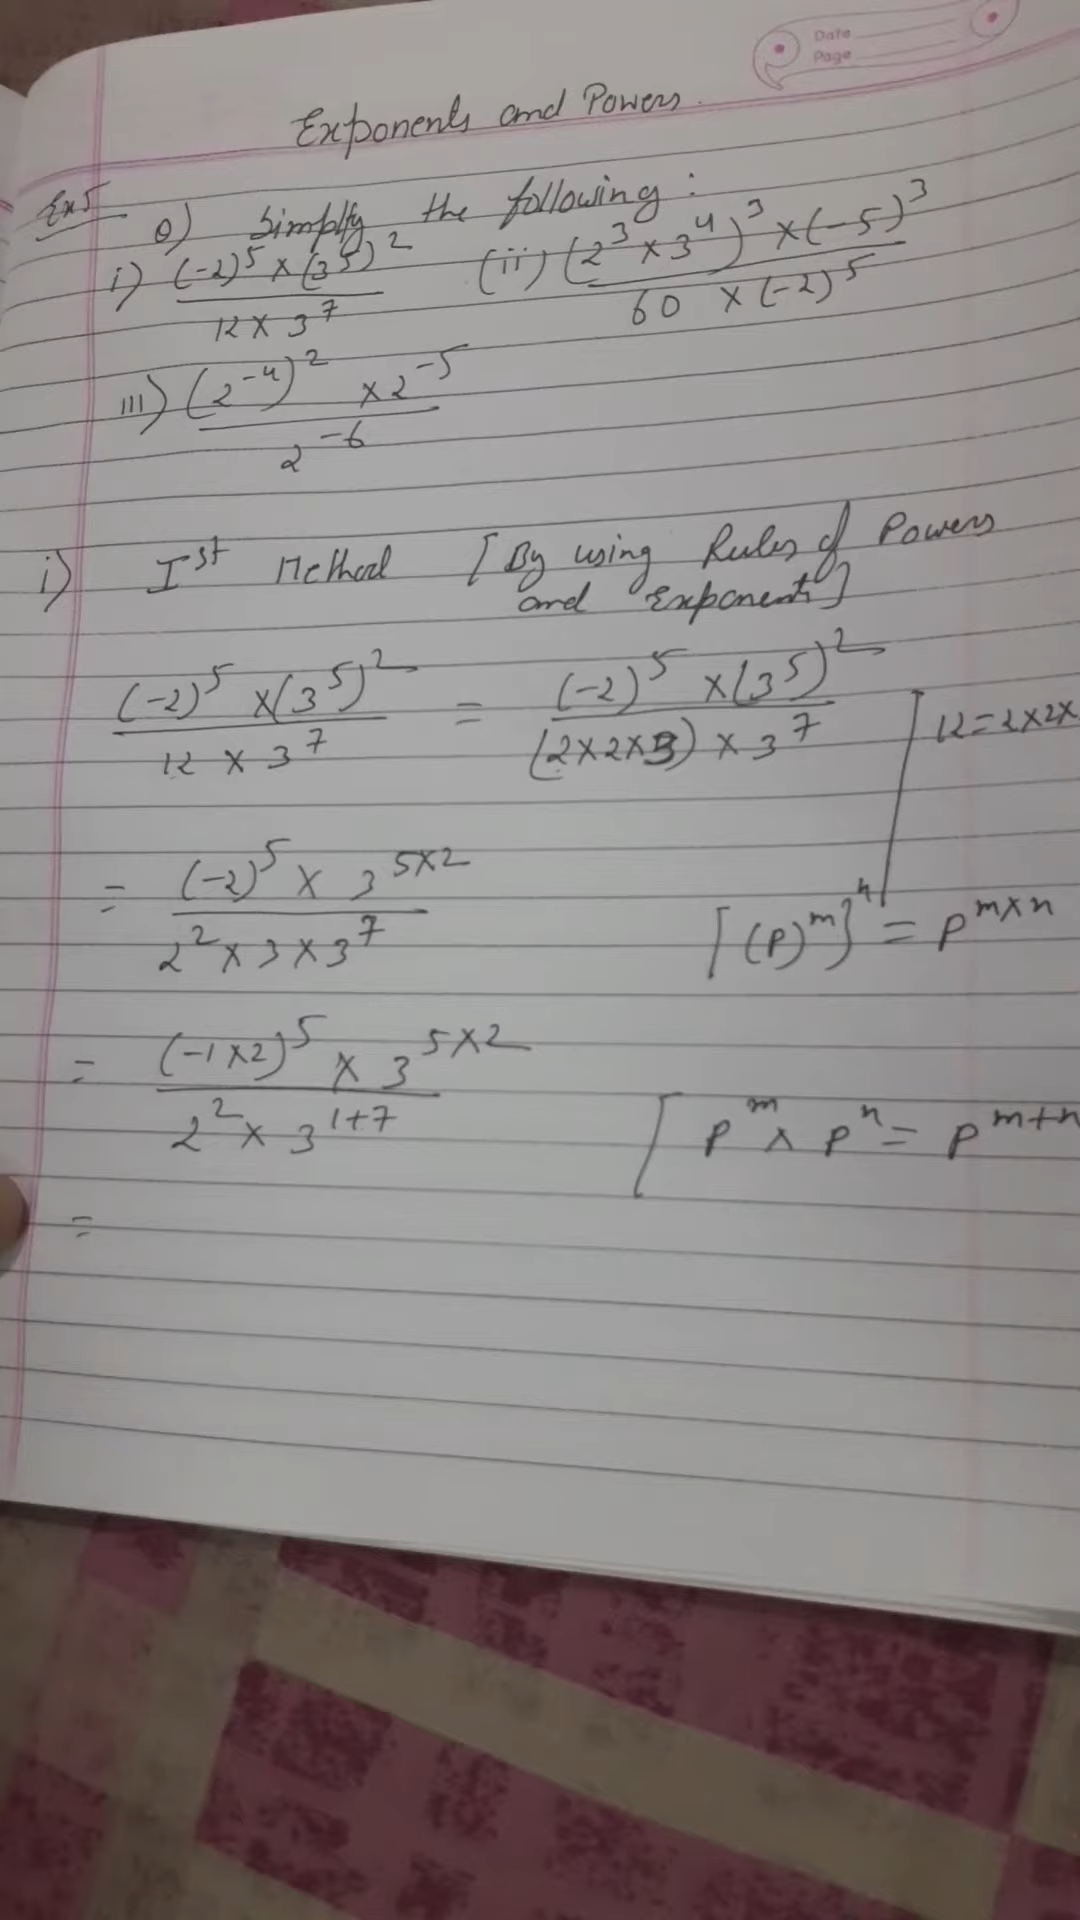 Date
Page
Exponents and Powers.
Ex 5
Q) Simplify the following :
i) (-2)^5 × (3^5)^2 / 12 × 3^7 (ii) (2^3 × 3^4)^3 × (-5)^3 / 60 × (-2)^5
iii) (2^-4)^2 × 2^-5 / 2^-6
i) Ist Method [By using Rules of Powers
and Exponents]
(-2)^5 × (3^5)^2 / 12 × 3^7 = (-2)^5 × (3^5)^2 / (2×2×3) × 3^7 [12 = 2×2×
= (-2)^5 × 3^5×2 / 2^2 × 3 × 3^7 [(P)^m]^n = P^m×n
= (-1×2)^5 × 3^5×2 / 2^2 × 3^1+7 [P^m × P^n = P^m+n
=